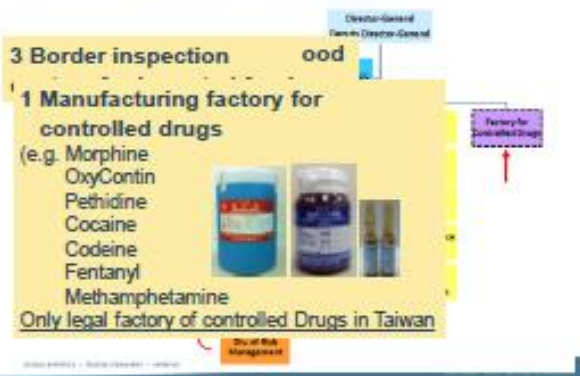 Director-General
Deputy Director-General
3 Border inspection
ood
1 Manufacturing factory for
controlled drugs
(e.g. Morphine
OxyContin
Pethidine
Cocaine
Codeine
Fentanyl
Methamphetamine
Only legal factory of controlled Drugs in Taiwan
Factory for
Controlled Drugs
Div. of Risk
Management